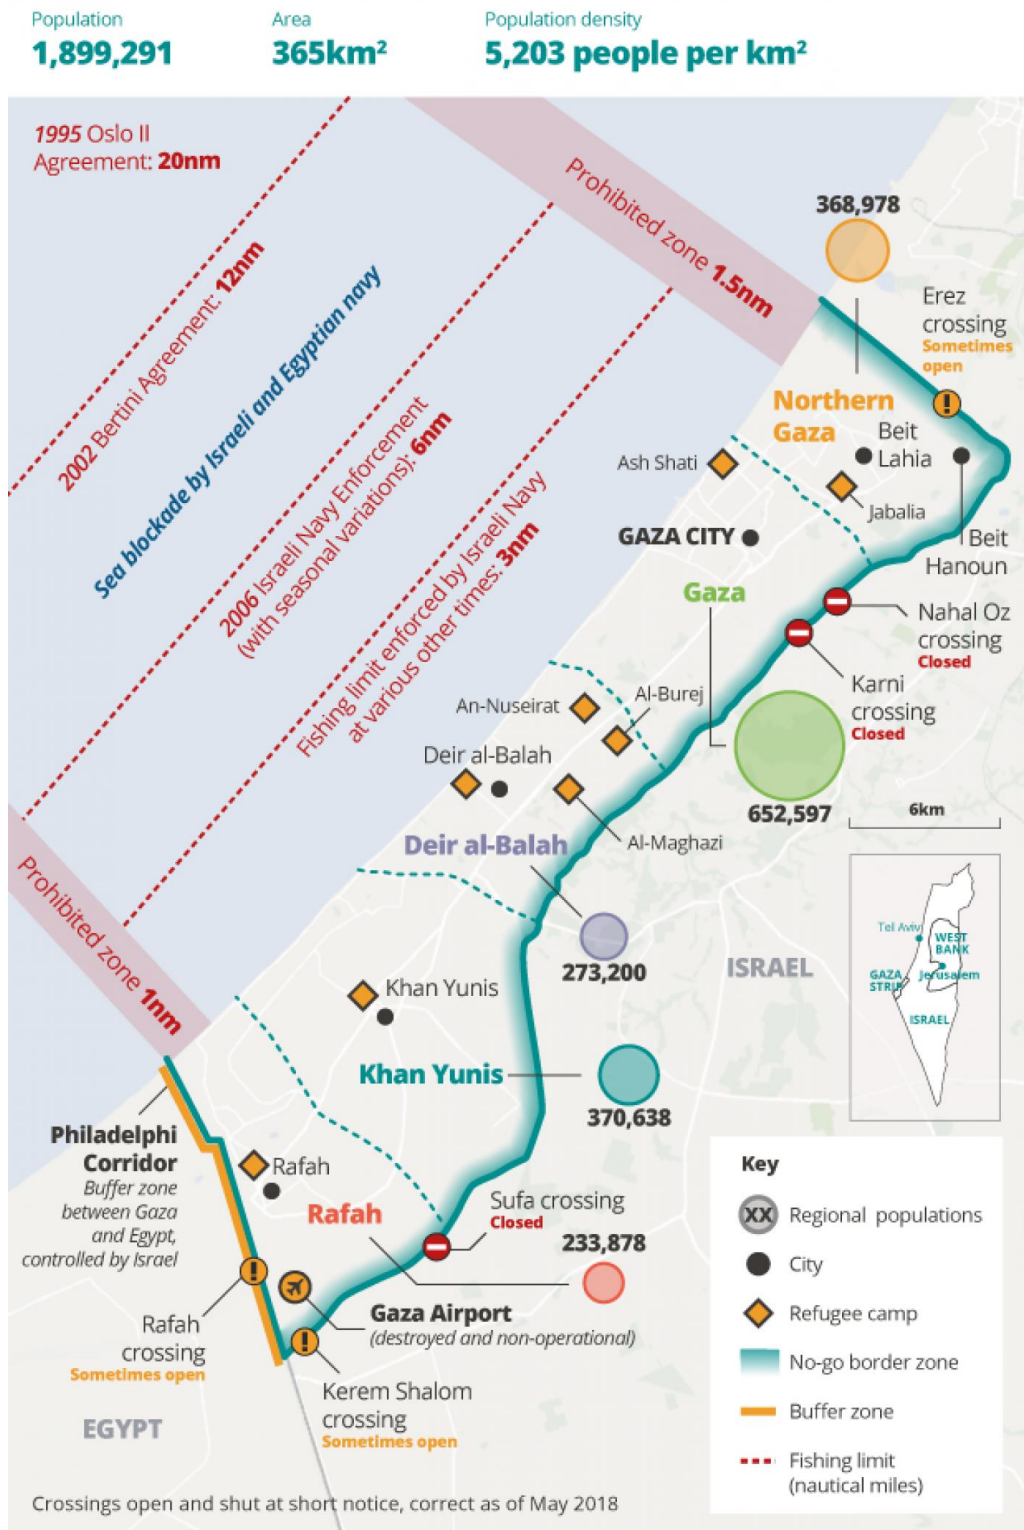 Population
1,899,291
Area
365km²
Population density
5,203 people per km²
1995 Oslo II
Agreement: 20nm
2002 Bertini Agreement: 12nm
Sea blockade by Israeli and Egyptian navy
2006 Israeli Navy Enforcement
(with seasonal variations): 6nm
Fishing limit enforced by Israeli Navy
at various other times: 3nm
Prohibited zone 1.5nm
368,978
Erez
crossing
Sometimes
open
Northern
Gaza
Beit
Lahia
Ash Shati
Jabalia
GAZA CITY
Beit
Hanoun
Gaza
Nahal Oz
crossing
Closed
Karni
crossing
Closed
An-Nuseirat
Al-Burej
Deir al-Balah
652,597
6km
Deir al-Balah
Al-Maghazi
Prohibited zone 1nm
273,200
ISRAEL
Tel Aviv
WEST
BANK
GAZA
STRIP
Jerusalem
ISRAEL
Khan Yunis
Khan Yunis
370,638
Philadelphi
Corridor
Buffer zone
between Gaza
and Egypt,
controlled by Israel
Rafah
Rafah
Sufa crossing
Closed
233,878
Gaza Airport
(destroyed and non-operational)
Rafah
crossing
Sometimes open
Kerem Shalom
crossing
Sometimes open
EGYPT
Key
XX Regional populations
City
Refugee camp
No-go border zone
Buffer zone
Fishing limit
(nautical miles)
Crossings open and shut at short notice, correct as of May 2018